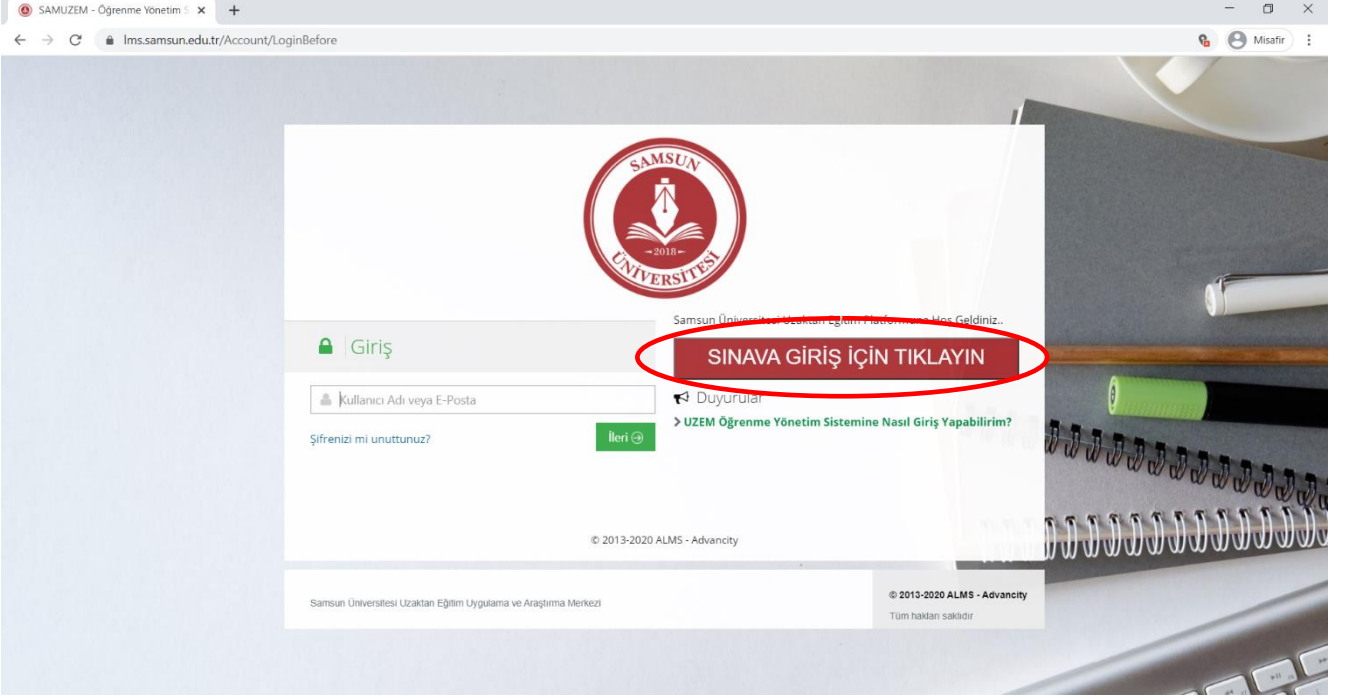 SAMUZEM - Öğrenme Yönetim S
lms.samsun.edu.tr/Account/LoginBefore
Misafir
SAMSUN
2018
ÜNİVERSİTESİ
Samsun Üniversitesi Uzaktan Eğitim Platformuna Hoş Geldiniz..
Giriş
SINAVA GİRİŞ İÇİN TIKLAYIN
Kullanıcı Adı veya E-Posta
Duyurular
UZEM Öğrenme Yönetim Sistemine Nasıl Giriş Yapabilirim?
Şifrenizi mi unuttunuz?
İleri
© 2013-2020 ALMS - Advancity
Samsun Üniversitesi Uzaktan Eğitim Uygulama ve Araştırma Merkezi
© 2013-2020 ALMS - Advancity
Tüm hakları saklıdır